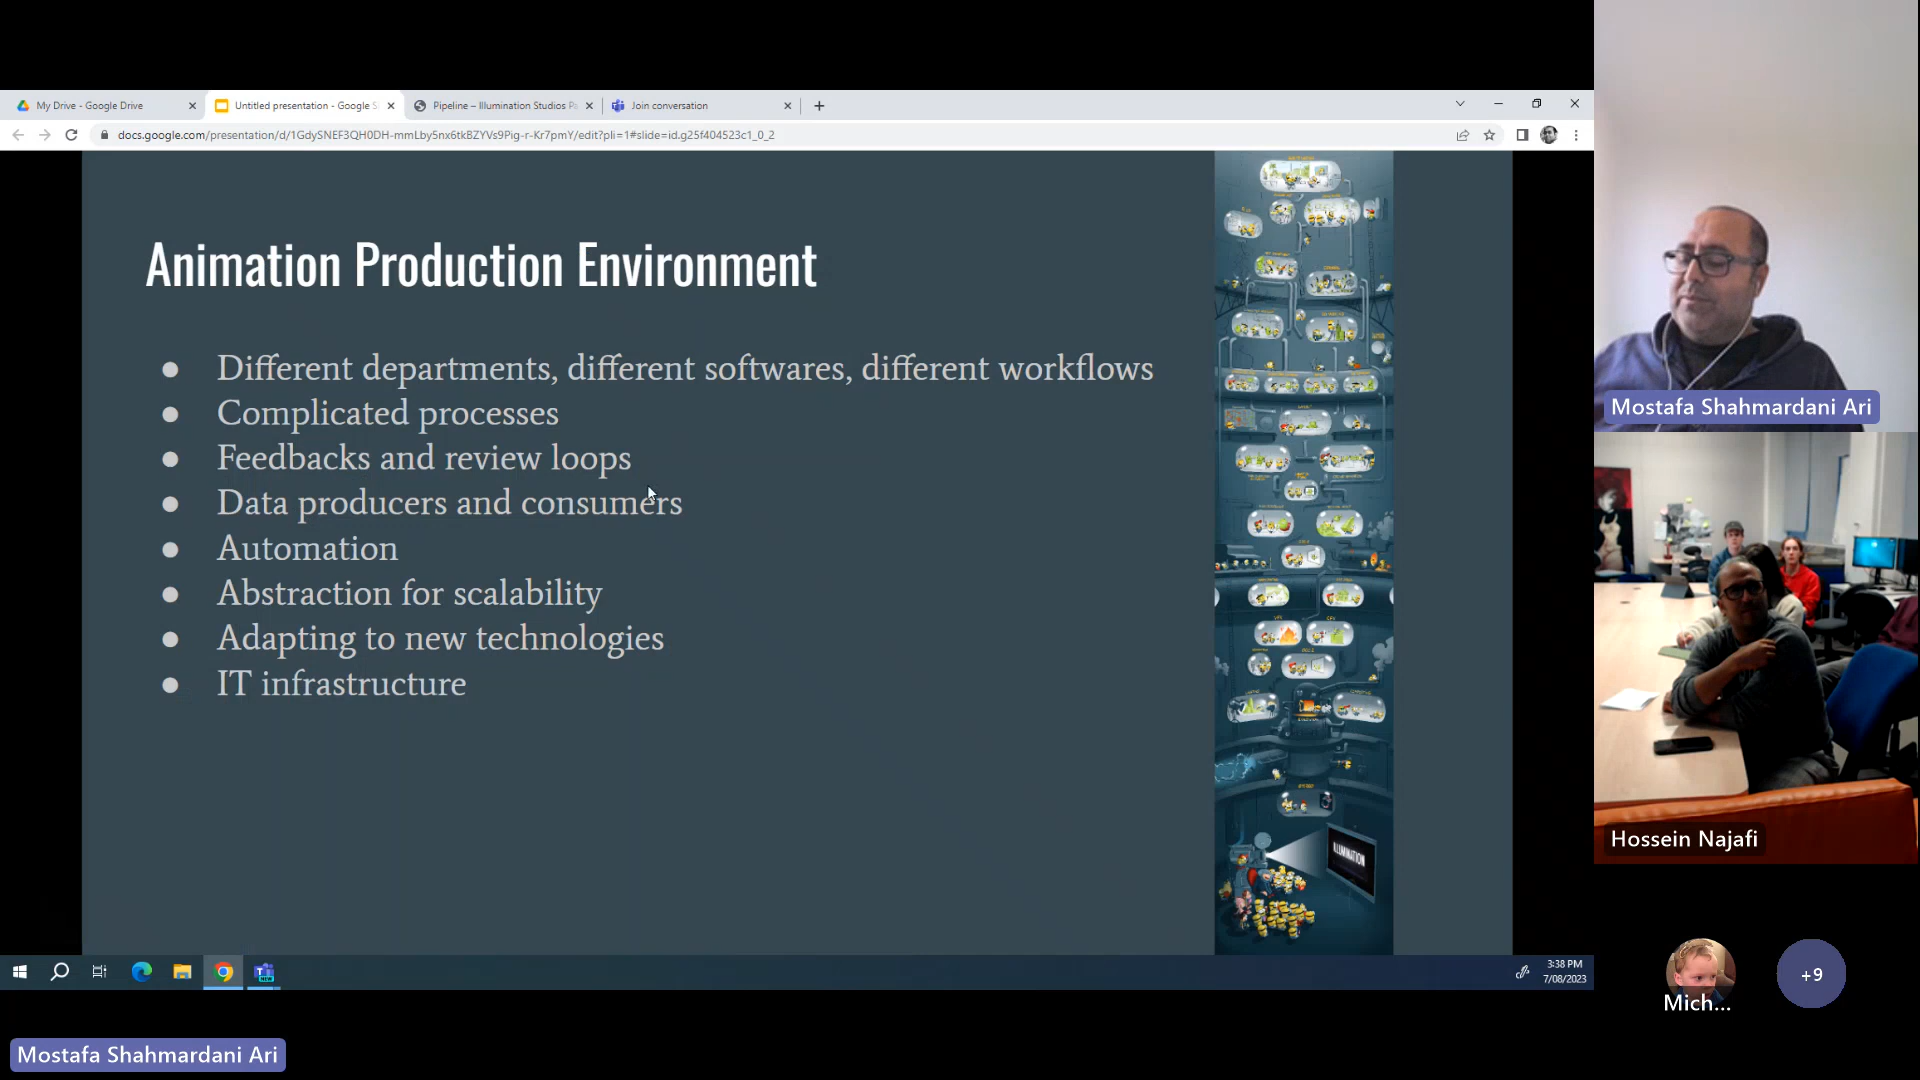 My Drive - Google Drive
Untitled presentation - Google S
Pipeline – Illumination Studios Pa
Join conversation
docs.google.com/presentation/d/1GdySNEF3QH0DH-mmLby5nx6tkBZYVs9Pig-r-Kr7pmY/edit?pli=1#slide=id.g25f404523c1_0_2
Animation Production Environment
Different departments, different softwares, different workflows
Complicated processes
Feedbacks and review loops
Data producers and consumers
Automation
Abstraction for scalability
Adapting to new technologies
IT infrastructure
ILLUMINATION
3:38 PM
7/08/2023
Mostafa Shahmardani Ari
Hossein Najafi
Mich...
+9
Mostafa Shahmardani Ari